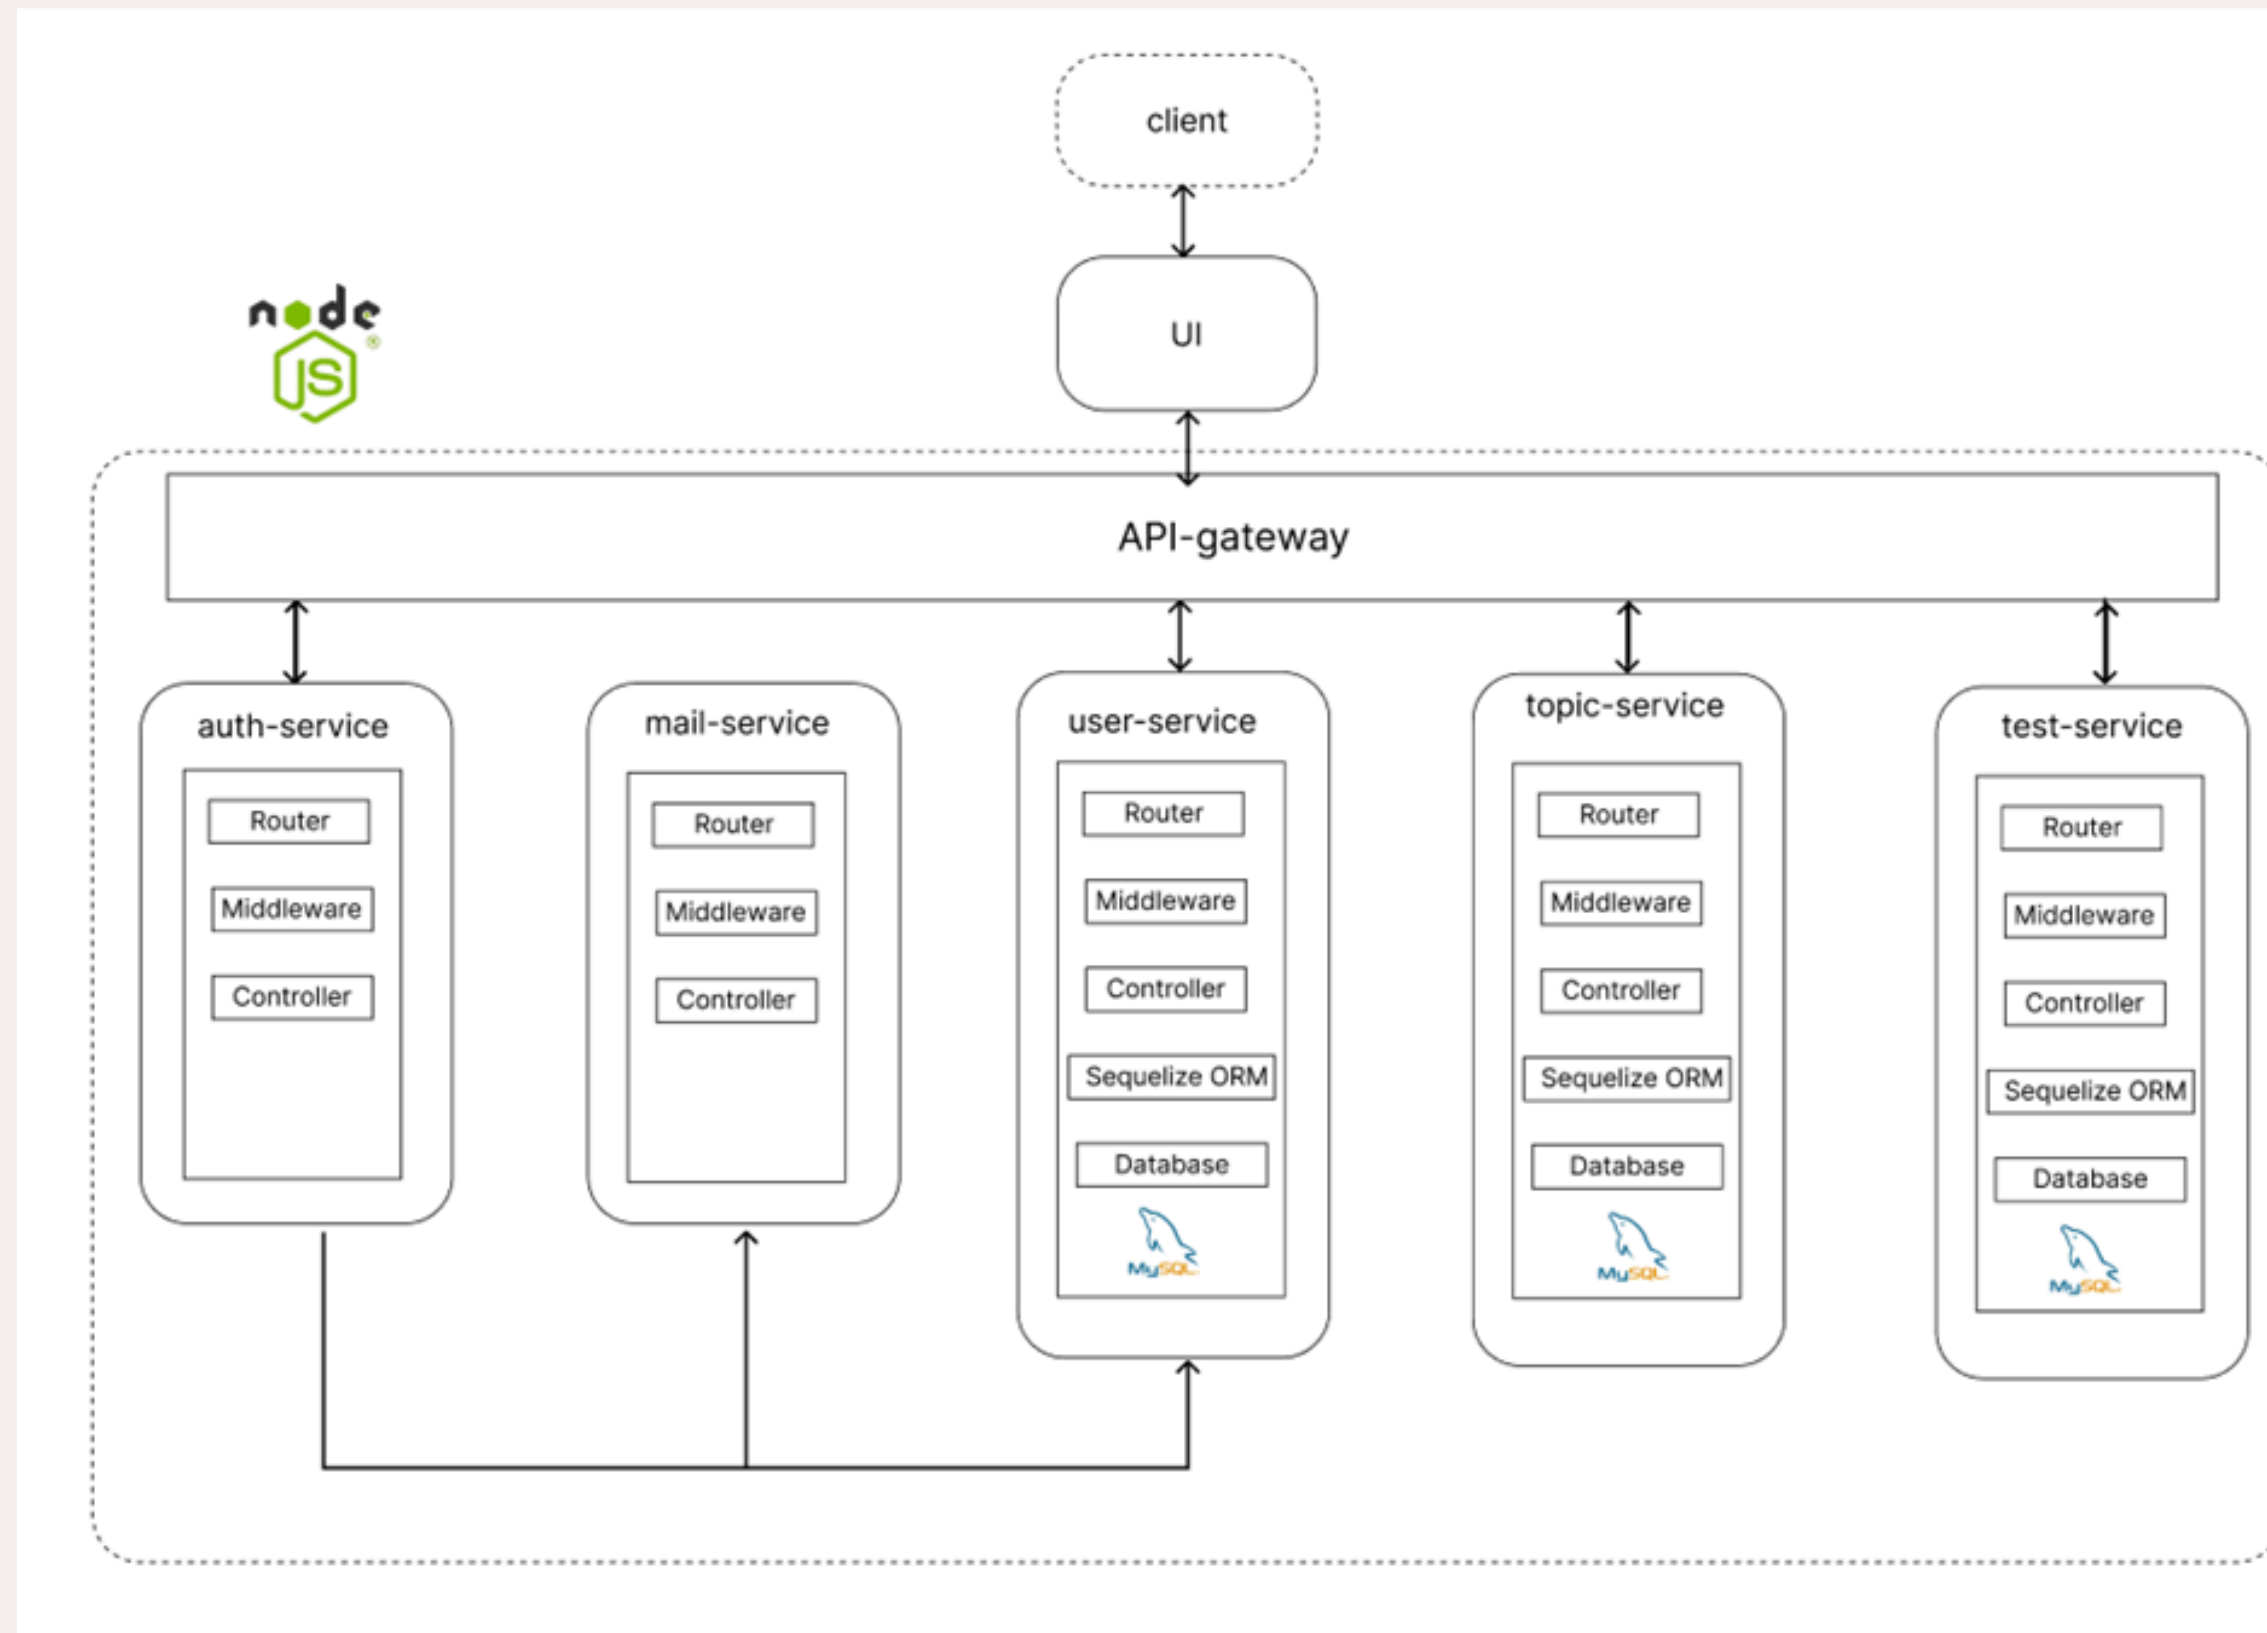 client
UI
node
JS
®
API-gateway
auth-service
Router
Middleware
Controller
mail-service
Router
Middleware
Controller
user-service
Router
Middleware
Controller
Sequelize ORM
Database
MySQL
topic-service
Router
Middleware
Controller
Sequelize ORM
Database
MySQL
test-service
Router
Middleware
Controller
Sequelize ORM
Database
MySQL